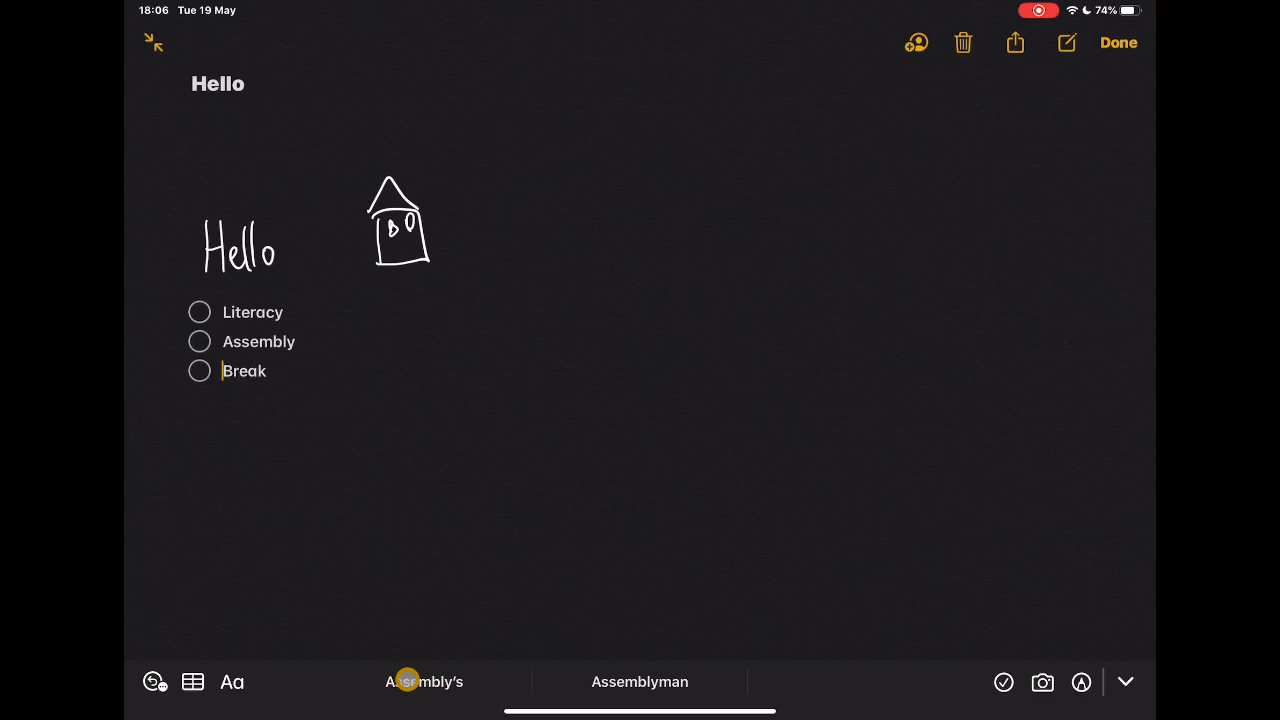 18:06 Tue 19 May 74%
Done
Hello
Hello
Literacy
Assembly
Break
Aa Assembly's Assemblyman